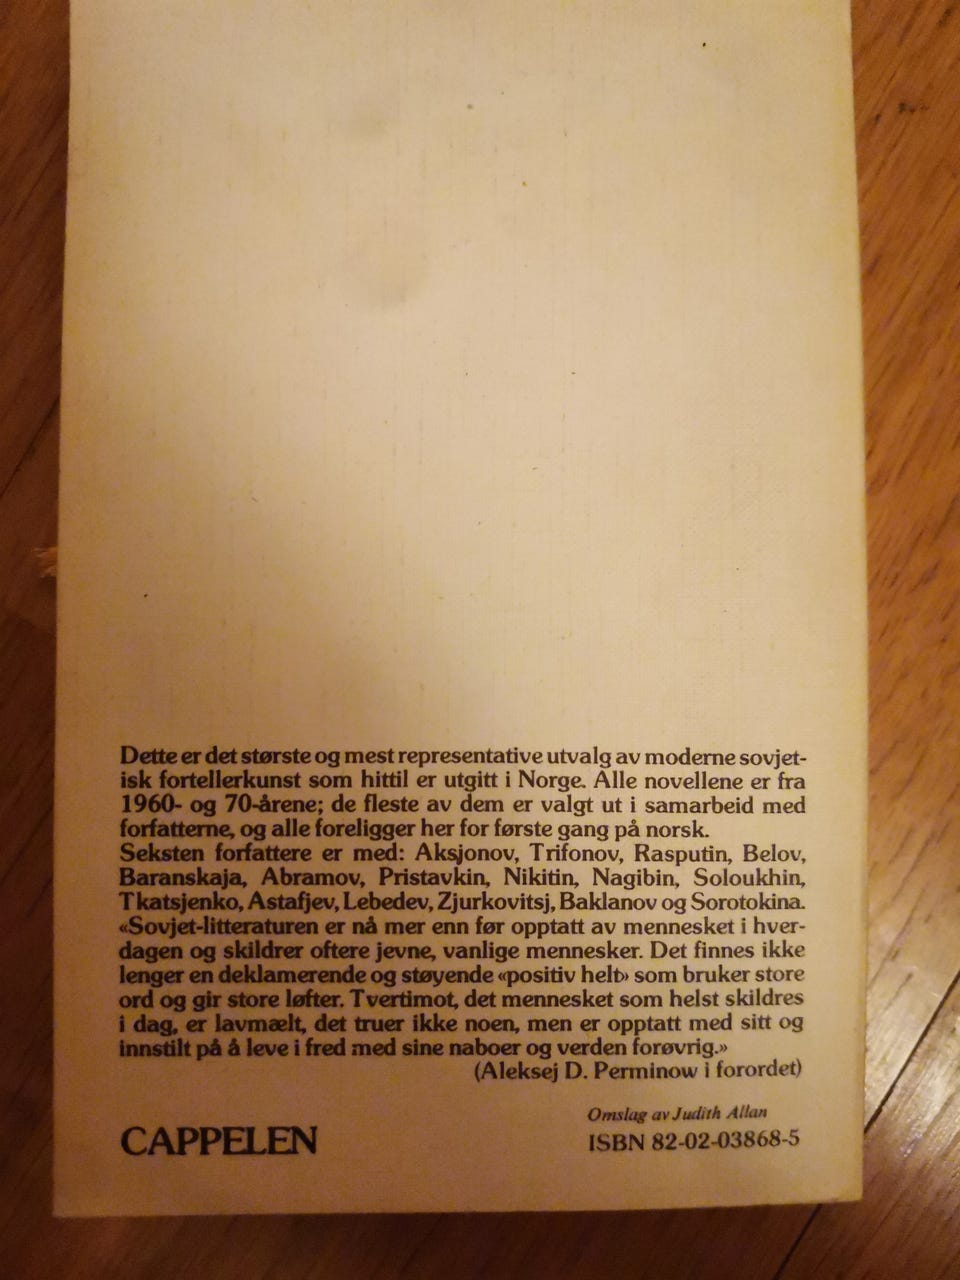 Dette er det største og mest representative utvalg av moderne sovjet-
isk fortellerkunst som hittil er utgitt i Norge. Alle novellene er fra
1960- og 70-årene; de fleste av dem er valgt ut i samarbeid med
forfatterne, og alle foreligger her for første gang på norsk.
Seksten forfattere er med: Aksjonov, Trifonov, Rasputin, Belov,
Baranskaja, Abramov, Pristavkin, Nikitin, Nagibin, Soloukhin,
Tkatsjenko, Astafjev, Lebedev, Zjurkovitsj, Baklanov og Sorotokina.
«Sovjet-litteraturen er nå mer enn før opptatt av mennesket i hver-
dagen og skildrer oftere jevne, vanlige mennesker. Det finnes ikke
lenger en deklamerende og støyende «positiv helt» som bruker store
ord og gir store løfter. Tvertimot, det mennesket som helst skildres
i dag, er lavmælt, det truer ikke noen, men er opptatt med sitt og
innstilt på å leve i fred med sine naboer og verden forøvrig.»
(Aleksej D. Perminow i forordet)
Omslag av Judith Allan
CAPPELEN
ISBN 82-02-03868-5